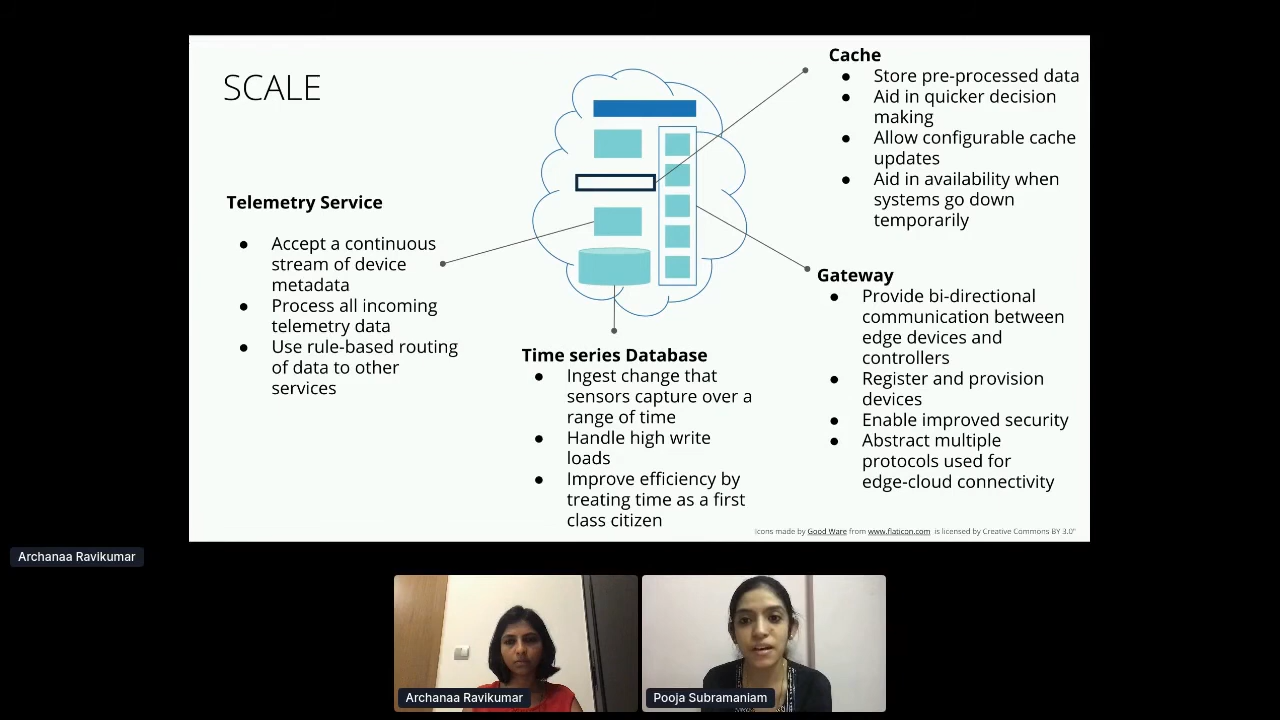 SCALE
Telemetry Service
● Accept a continuous
stream of device
metadata
● Process all incoming
telemetry data
● Use rule-based routing
of data to other
services
Time series Database
● Ingest change that
sensors capture over a
range of time
● Handle high write
loads
● Improve efficiency by
treating time as a first
class citizen
Cache
● Store pre-processed data
● Aid in quicker decision
making
● Allow configurable cache
updates
● Aid in availability when
systems go down
temporarily
Gateway
● Provide bi-directional
communication between
edge devices and
controllers
● Register and provision
devices
● Enable improved security
● Abstract multiple
protocols used for
edge-cloud connectivity
Icons made by Good Ware from www.flaticon.com is licensed by Creative Commons BY 3.0"
Archanaa Ravikumar
Archanaa Ravikumar
Pooja Subramaniam